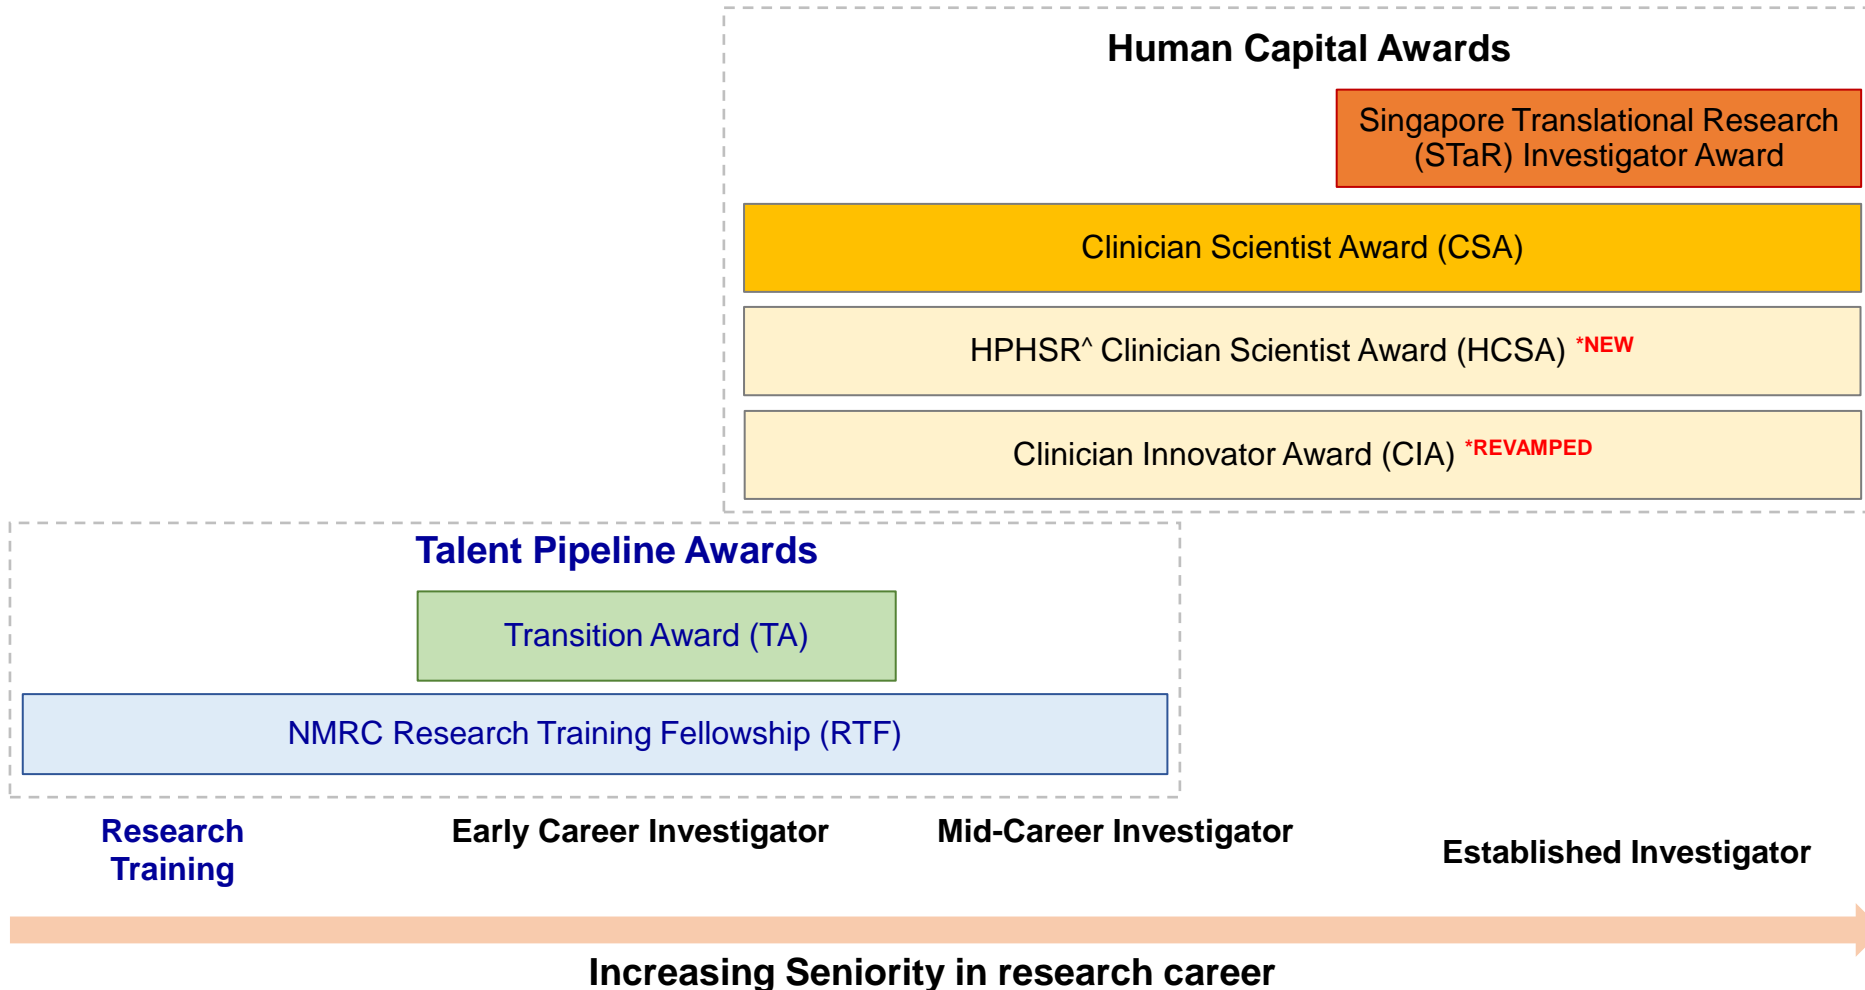 Human Capital Awards
Singapore Translational Research
(STaR) Investigator Award
Clinician Scientist Award (CSA)
HPHSR^ Clinician Scientist Award (HCSA) *NEW
Clinician Innovator Award (CIA) *REVAMPED
Talent Pipeline Awards
Transition Award (TA)
NMRC Research Training Fellowship (RTF)
Research
Training
Early Career Investigator
Mid-Career Investigator
Established Investigator
Increasing Seniority in research career